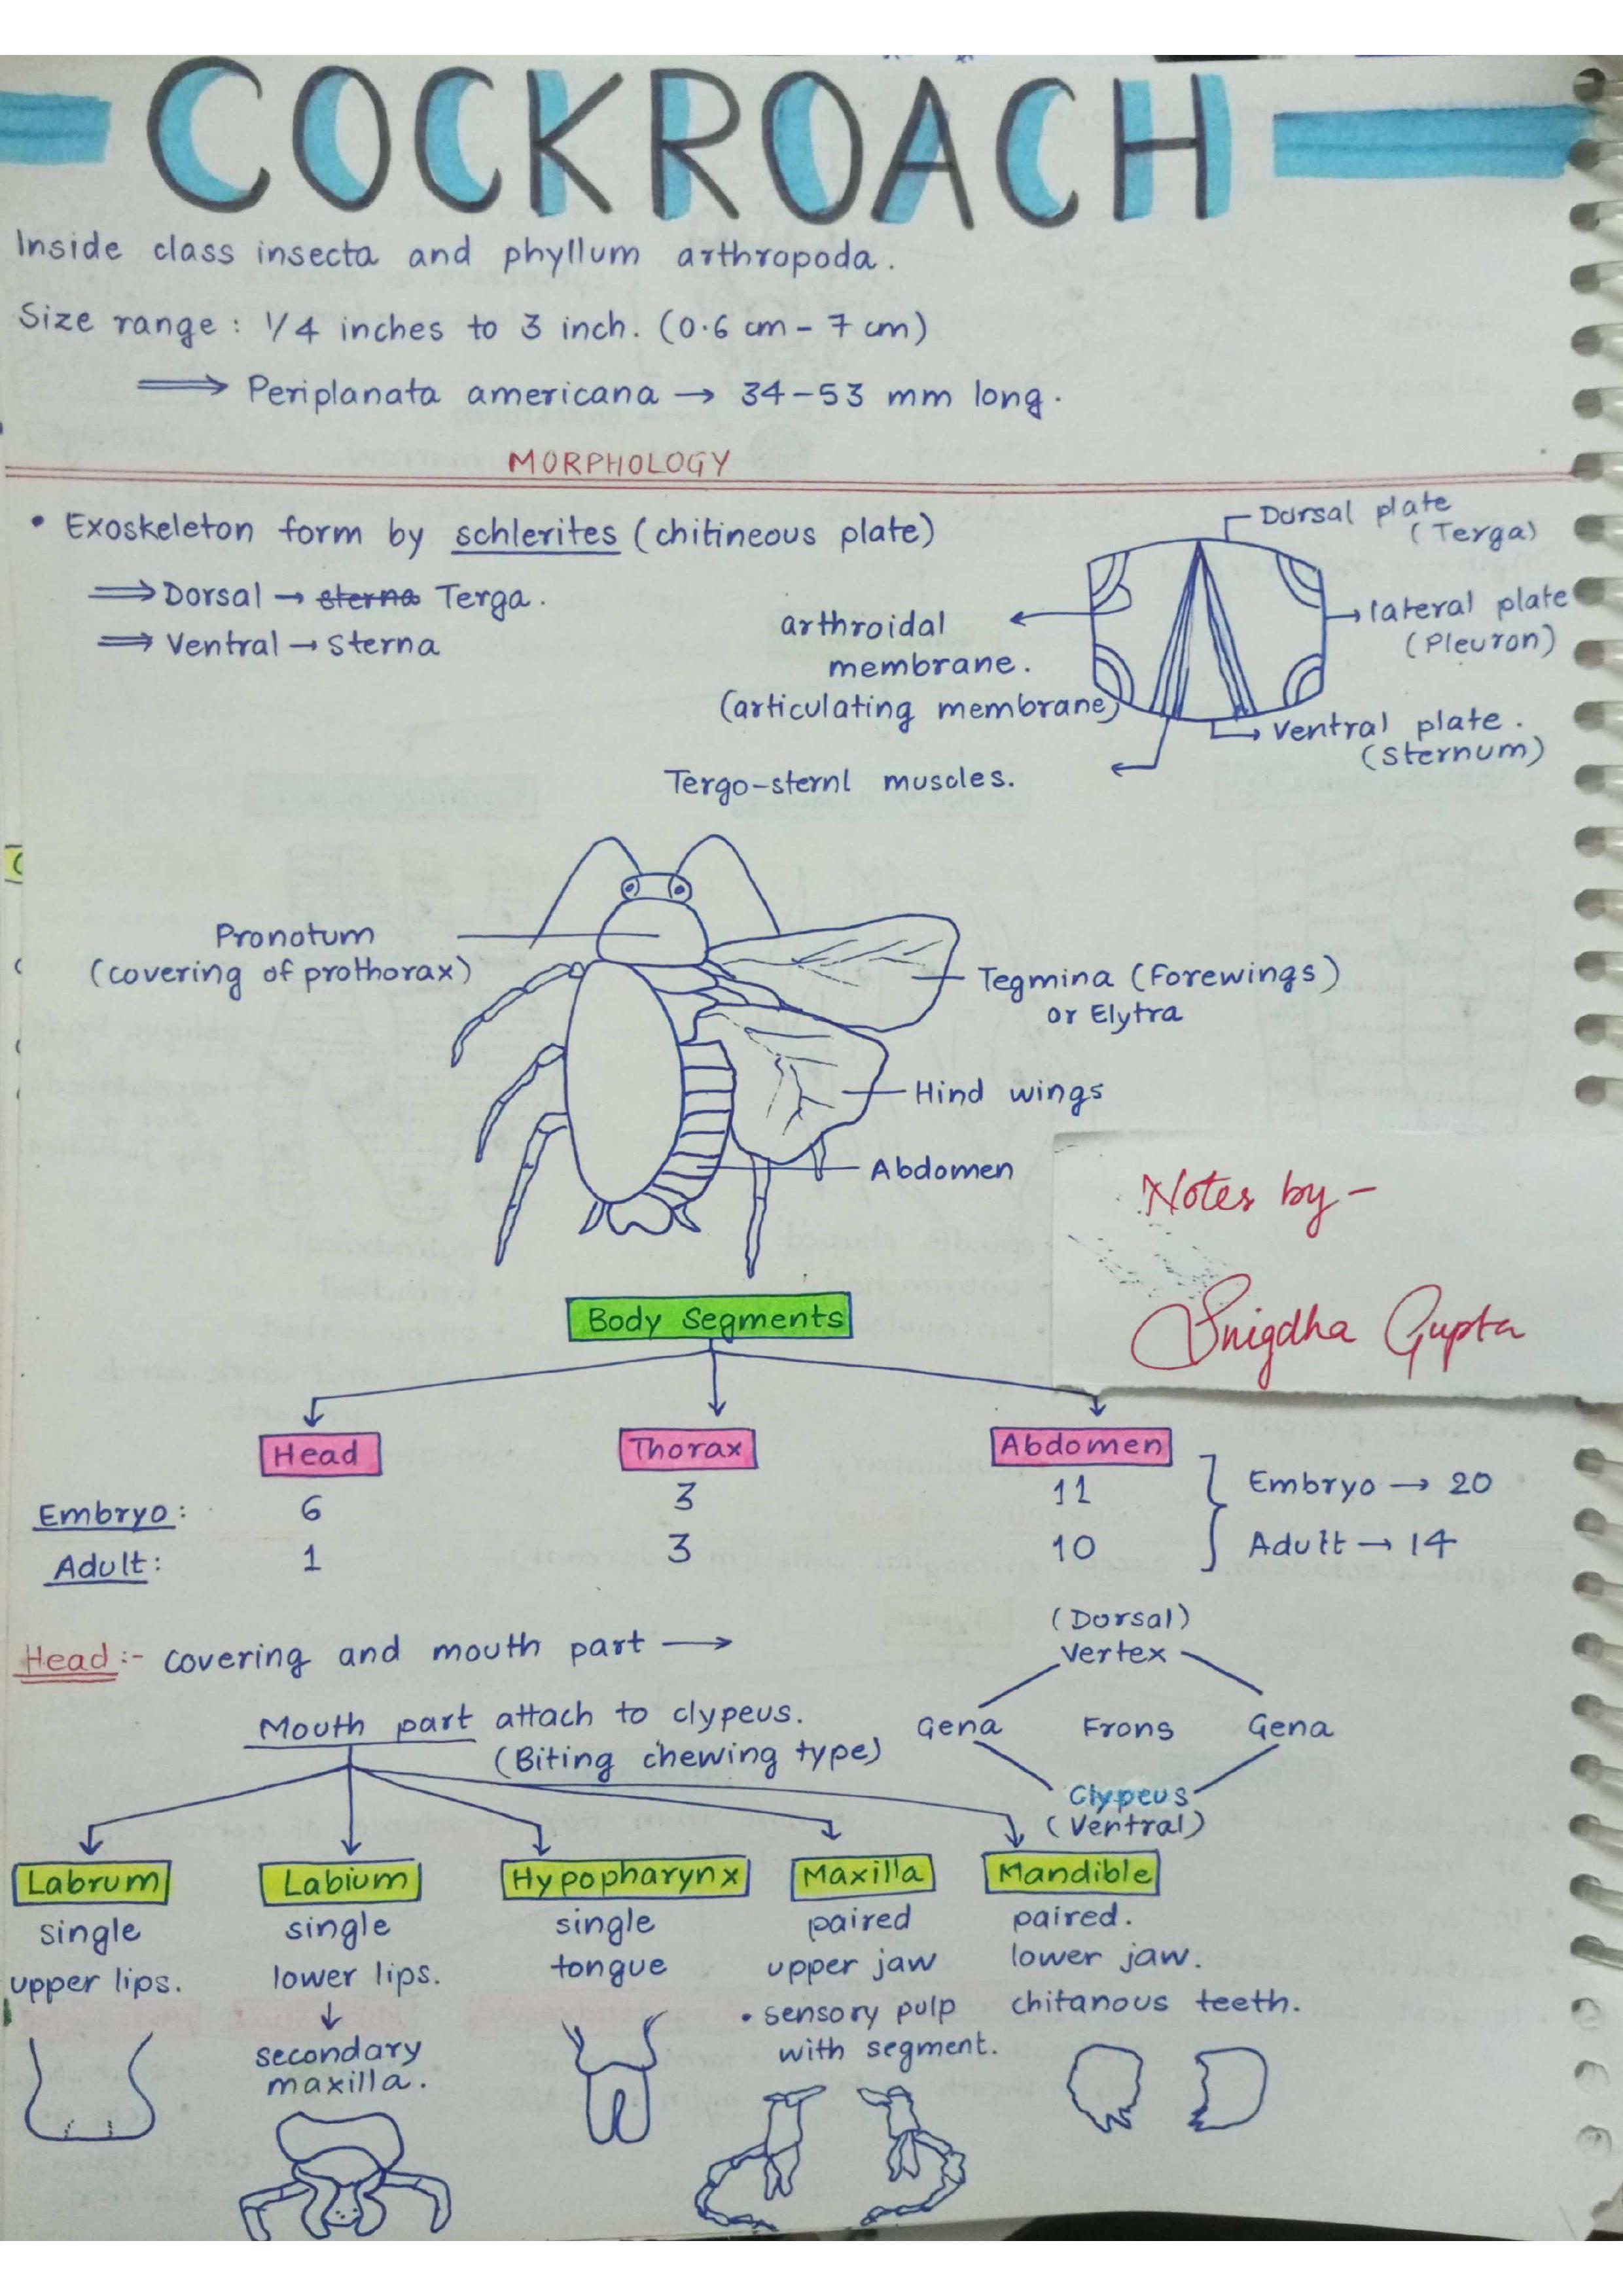 COCKROACH
Inside class insecta and phyllum arthropoda.
Size range : 1/4 inches to 3 inch. (0.6 cm - 7 cm)
⟹ Periplanata americana → 34-53 mm long.
MORPHOLOGY
• Exoskeleton form by schlerites (chitineous plate)
⟹ Dorsal → sterna Terga.
⟹ Ventral → Sterna
Dorsal plate
(Terga)
lateral plate
(Pleuron)
arthroidal
membrane.
(articulating membrane)
Ventral plate.
(Sternum)
Tergo-sternl muscles.
Pronotum
(covering of prothorax)
Tegmina (Forewings)
or Elytra
Hind wings
Abdomen
Notes by -
Snigdha Gupta
Body Segments
Head Thorax Abdomen
Embryo: 6 3 11 Embryo → 20
Adult: 1 3 10 Adult → 14
Head :- covering and mouth part →
(Dorsal)
Vertex
Gena Frons Gena
Clypeus
(Ventral)
Mouth part attach to clypeus.
(Biting chewing type)
Labrum
single
upper lips.
Labium
single
lower lips.
↓
secondary
maxilla.
Hypopharynx
single
tongue
Maxilla
paired
upper jaw
• sensory pulp
with segment.
Mandible
paired.
lower jaw.
chitanous teeth.